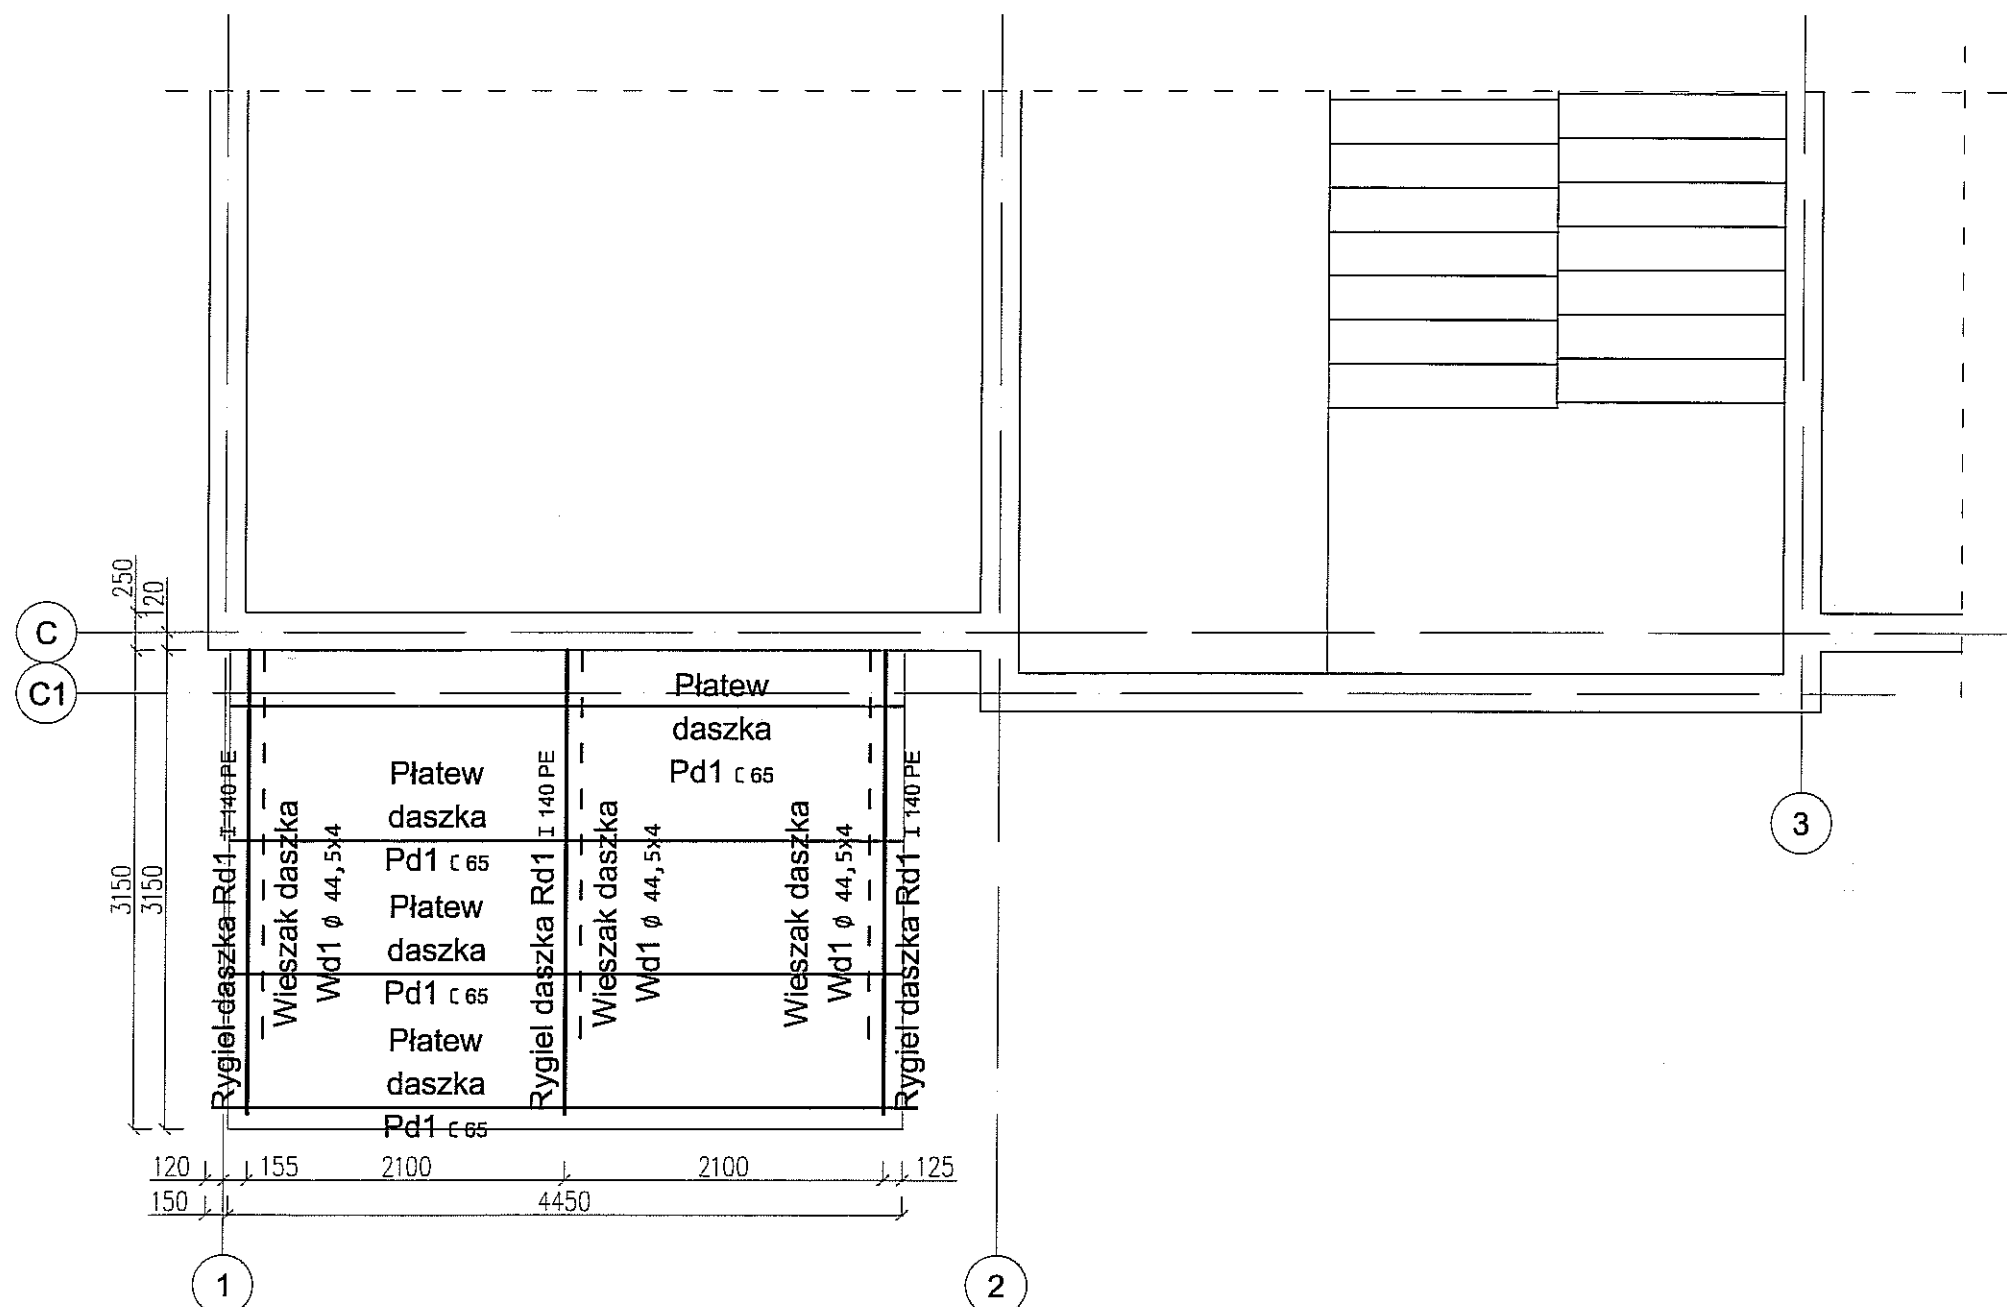 250
120
C
C1
3150
3150
Płatew
daszka
Pd1 ⊏ 65
Płatew
daszka
Pd1 ⊏ 65
Płatew
daszka
Pd1 ⊏ 65
Płatew
daszka
Pd1 ⊏ 65
Rygiel daszka Rd1 I 140 PE
Wieszak daszka
Wd1 ϕ 44,5x4
Rygiel daszka Rd1 I 140 PE
Wieszak daszka
Wd1 ϕ 44,5x4
Wieszak daszka
Wd1 ϕ 44,5x4
Rygiel daszka Rd1 I 140 PE
3
120
155
2100
2100
125
150
4450
1
2